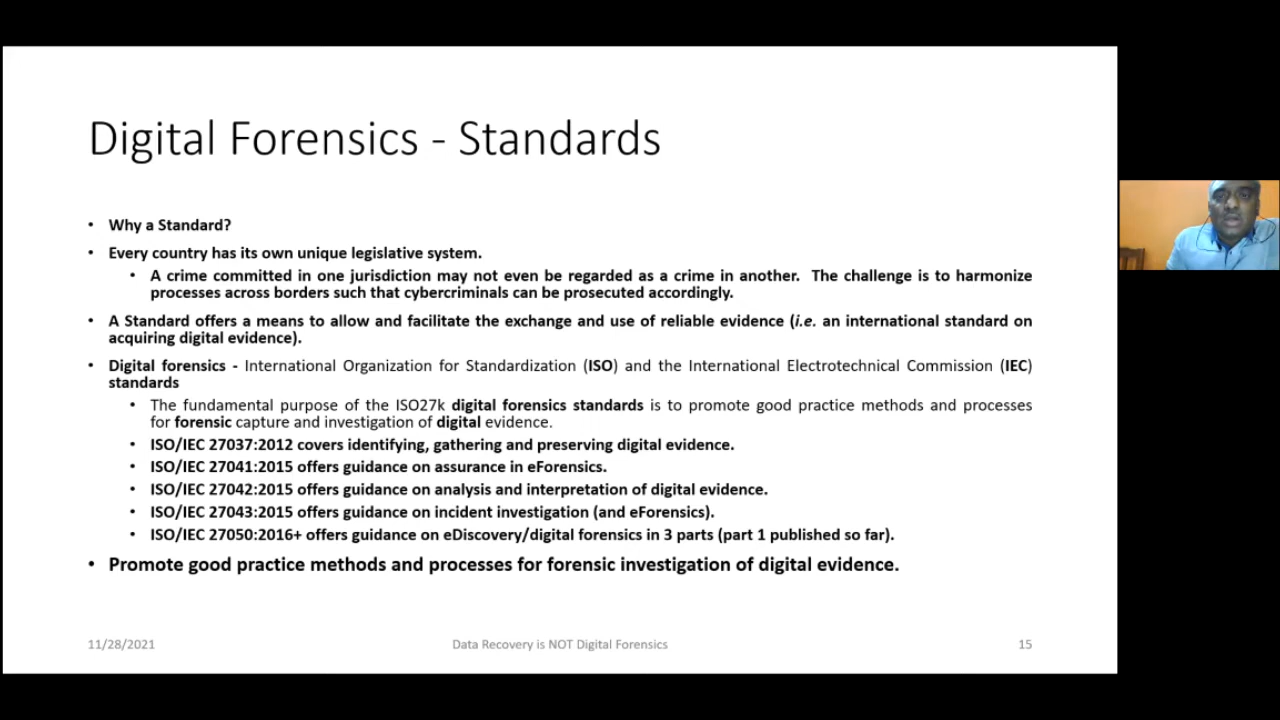 Digital Forensics - Standards
• Why a Standard?
• Every country has its own unique legislative system.
• A crime committed in one jurisdiction may not even be regarded as a crime in another. The challenge is to harmonize
processes across borders such that cybercriminals can be prosecuted accordingly.
• A Standard offers a means to allow and facilitate the exchange and use of reliable evidence (i.e. an international standard on
acquiring digital evidence).
• Digital forensics - International Organization for Standardization (ISO) and the International Electrotechnical Commission (IEC)
standards
• The fundamental purpose of the ISO27k digital forensics standards is to promote good practice methods and processes
for forensic capture and investigation of digital evidence.
• ISO/IEC 27037:2012 covers identifying, gathering and preserving digital evidence.
• ISO/IEC 27041:2015 offers guidance on assurance in eForensics.
• ISO/IEC 27042:2015 offers guidance on analysis and interpretation of digital evidence.
• ISO/IEC 27043:2015 offers guidance on incident investigation (and eForensics).
• ISO/IEC 27050:2016+ offers guidance on eDiscovery/digital forensics in 3 parts (part 1 published so far).
• Promote good practice methods and processes for forensic investigation of digital evidence.
11/28/2021
Data Recovery is NOT Digital Forensics
15